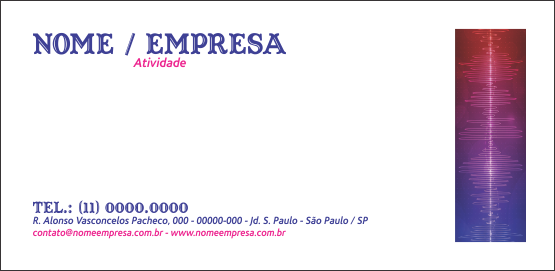 NOME / EMPRESA
Atividade
TEL.: (11) 0000.0000
R. Alonso Vasconcelos Pacheco, 000 - 00000-000 - Jd. S. Paulo - São Paulo / SP
contato@nomeempresa.com.br - www.nomeempresa.com.br